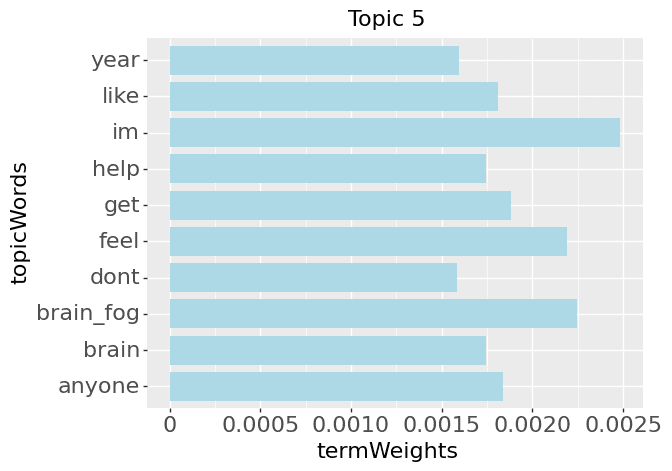 Topic 5
topicWords
year
like
im
help
get
feel
dont
brain_fog
brain
anyone
0 0.0005 0.0010 0.0015 0.0020 0.0025
termWeights